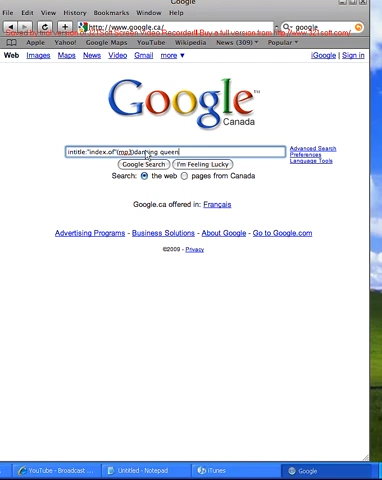 Google
File Edit View History Bookmarks Window Help
http://www.google.ca/
google
Apple Yahoo! Google Maps YouTube Wikipedia News (309) Popular
Web Images Maps News Video Gmail more ▼
iGoogle | Sign in
Google™
Canada
intitle:"index.of"(mp3)dancing queen
Advanced Search
Preferences
Language Tools
Google Search I'm Feeling Lucky
Search: the web pages from Canada
Google.ca offered in: Français
Advertising Programs - Business Solutions - About Google - Go to Google.com
©2009 - Privacy
YouTube - Broadcast ... Untitled - Notepad iTunes Google